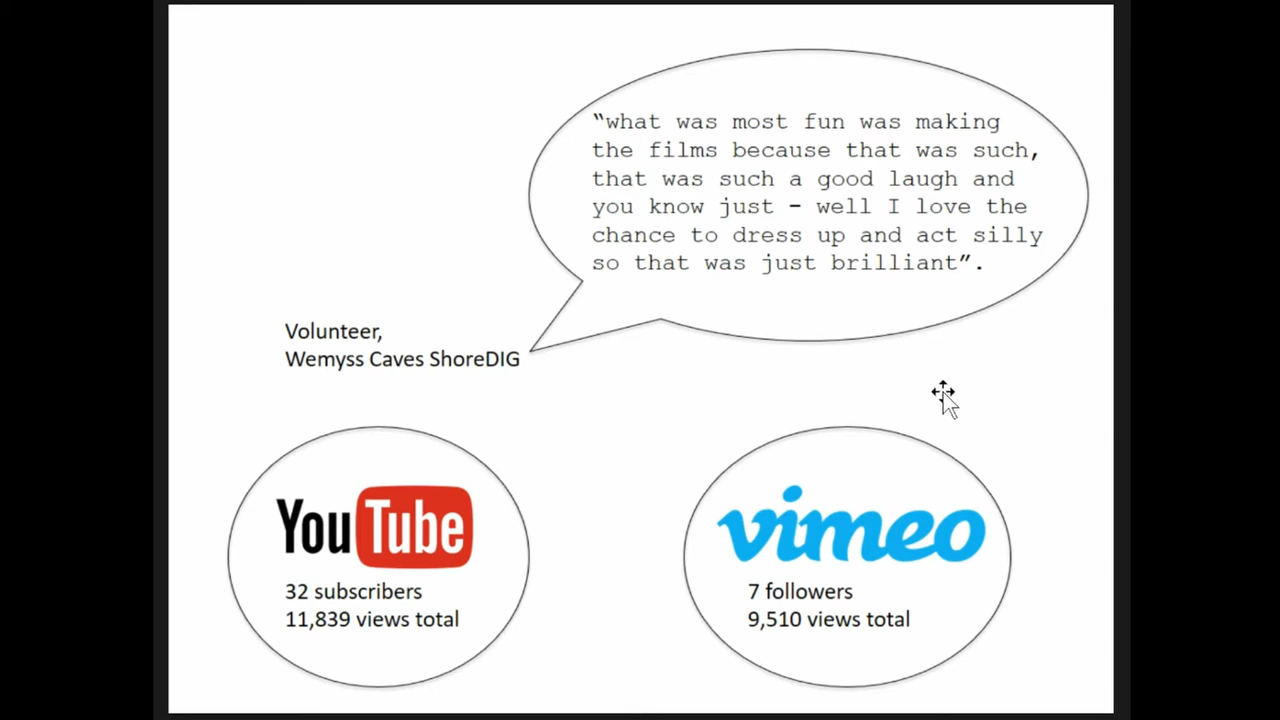 “what was most fun was making
the films because that was such,
that was such a good laugh and
you know just – well I love the
chance to dress up and act silly
so that was just brilliant”.
Volunteer,
Wemyss Caves ShoreDIG
YouTube
32 subscribers
11,839 views total
vimeo
7 followers
9,510 views total